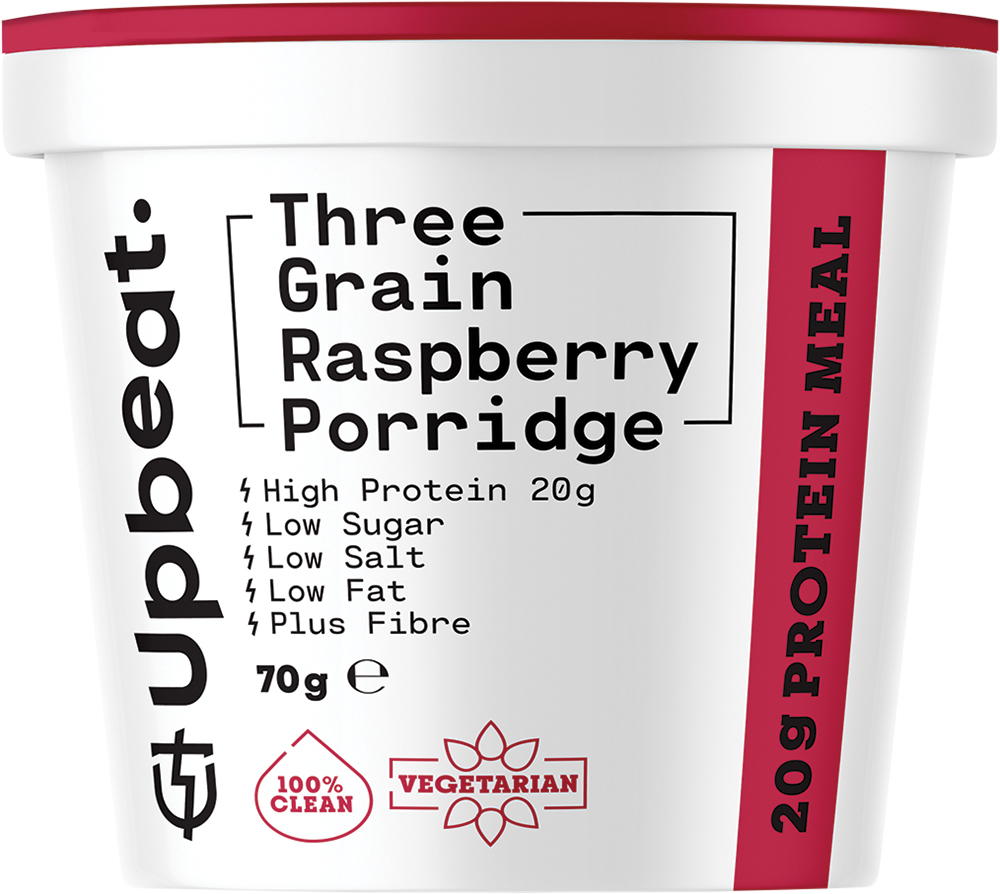 Upbeat.
Three
Grain
Raspberry
Porridge
High Protein 20g
Low Sugar
Low Salt
Low Fat
Plus Fibre
70g ℮
100%
CLEAN
VEGETARIAN
20g PROTEIN MEAL